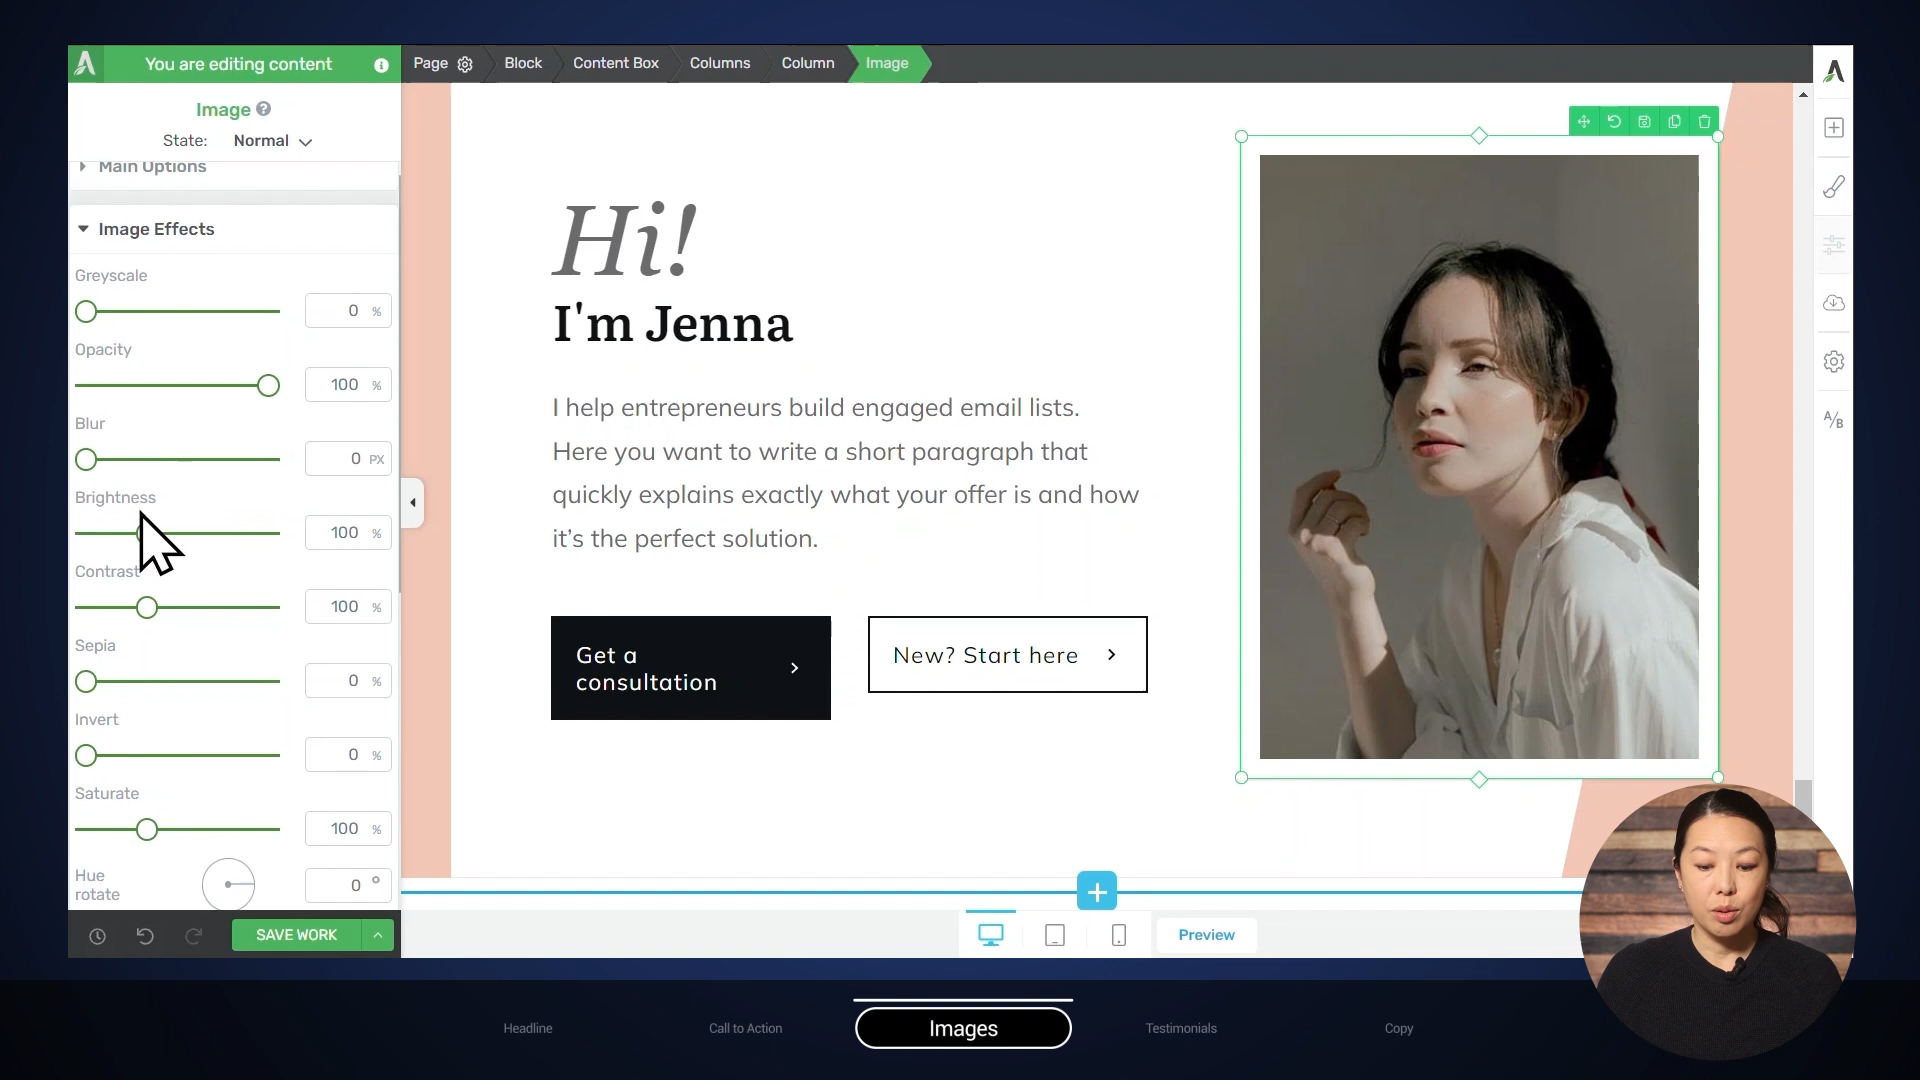 You are editing content
Page
Block
Content Box
Columns
Column
Image
Image
State: Normal
Main Options
Image Effects
Greyscale
0 %
Opacity
100 %
Blur
0 PX
Brightness
100 %
Contrast
100 %
Sepia
0 %
Invert
0 %
Saturate
100 %
Hue
rotate
0 °
SAVE WORK
Hi!
I'm Jenna
I help entrepreneurs build engaged email lists.
Here you want to write a short paragraph that
quickly explains exactly what your offer is and how
it's the perfect solution.
Get a
consultation
New? Start here
A/B
Preview
Headline
Call to Action
Images
Testimonials
Copy